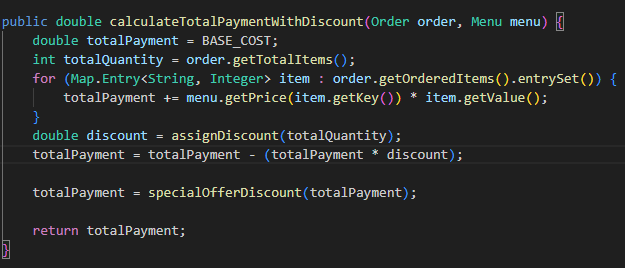 public double calculateTotalPaymentWithDiscount(Order order, Menu menu) {
    double totalPayment = BASE_COST;
    int totalQuantity = order.getTotalItems();
    for (Map.Entry<String, Integer> item : order.getOrderedItems().entrySet()) {
        totalPayment += menu.getPrice(item.getKey()) * item.getValue();
    }
    double discount = assignDiscount(totalQuantity);
    totalPayment = totalPayment - (totalPayment * discount);

    totalPayment = specialOfferDiscount(totalPayment);

    return totalPayment;
}